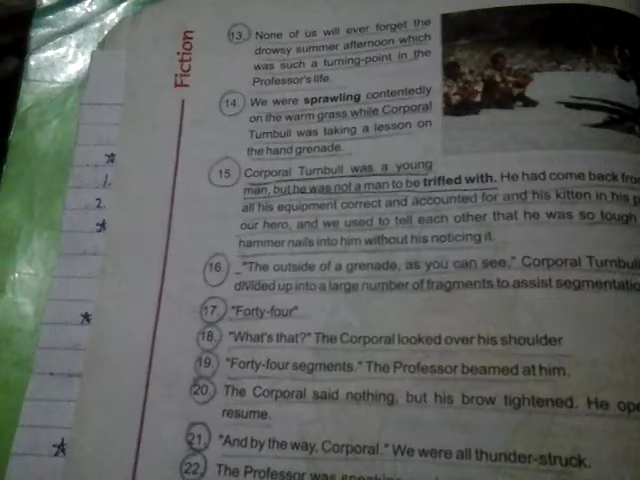 Fiction
13. None of us will ever forget the
drowsy summer afternoon which
was such a turning-point in the
Professor's life.
14. We were sprawling contentedly
on the warm grass while Corporal
Turnbull was taking a lesson on
the hand grenade.
15. Corporal Turnbull was a young
man, but he was not a man to be trifled with. He had come back
all his equipment correct and accounted for and his kitten in his
our hero, and we used to tell each other that he was so tough
hammer nails into him without his noticing it.
16. "The outside of a grenade, as you can see," Corporal
divided up into a large number of fragments to assist
17. "Forty-four"
18. "What's that?" The Corporal looked over his shoulder
19. "Forty-four segments." The Professor beamed at him.
20. The Corporal said nothing, but his brow tightened. He
resume.
21. "And by the way, Corporal." We were all thunder-struck.
22. The Professor was
1.
2.